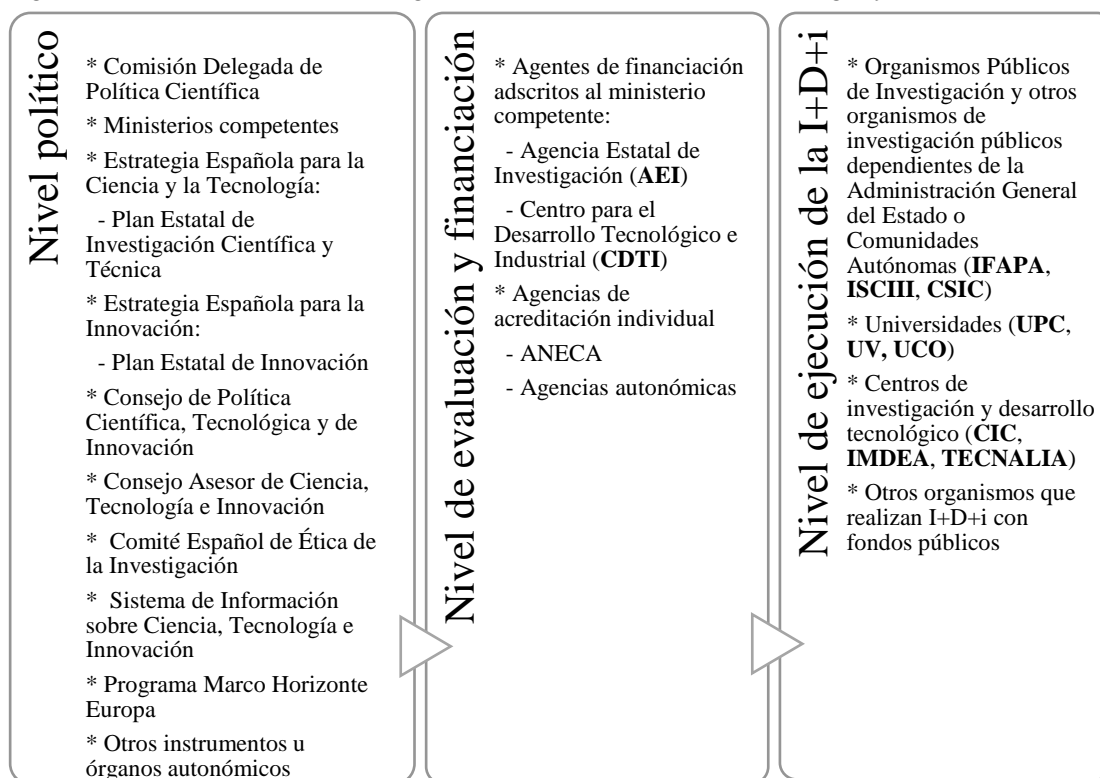 Nivel político
* Comisión Delegada de
Política Científica
* Ministerios competentes
* Estrategia Española para la
Ciencia y la Tecnología:
- Plan Estatal de
Investigación Científica y
Técnica
* Estrategia Española para la
Innovación:
- Plan Estatal de Innovación
* Consejo de Política
Científica, Tecnológica y de
Innovación
* Consejo Asesor de Ciencia,
Tecnología e Innovación
* Comité Español de Ética de
la Investigación
* Sistema de Información
sobre Ciencia, Tecnología e
Innovación
* Programa Marco Horizonte
Europa
* Otros instrumentos u
órganos autonómicos
Nivel de evaluación y financiación
* Agentes de financiación
adscritos al ministerio
competente:
- Agencia Estatal de
Investigación (AEI)
- Centro para el
Desarrollo Tecnológico e
Industrial (CDTI)
* Agencias de
acreditación individual
- ANECA
- Agencias autonómicas
Nivel de ejecución de la I+D+i
* Organismos Públicos
de Investigación y otros
organismos de
investigación públicos
dependientes de la
Administración General
del Estado o
Comunidades
Autónomas (IFAPA,
ISCIII, CSIC)
* Universidades (UPC,
UV, UCO)
* Centros de
investigación y desarrollo
tecnológico (CIC,
IMDEA, TECNALIA)
* Otros organismos que
realizan I+D+i con
fondos públicos